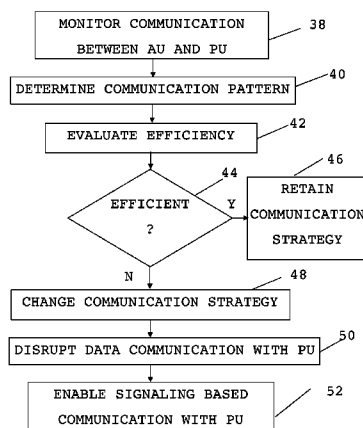 MONITOR COMMUNICATION
BETWEEN AU AND PU
38
40
DETERMINE COMMUNICATION PATTERN
42
EVALUATE EFFICIENCY
44
46
EFFICIENT
?
Y
RETAIN
COMMUNICATION
STRATEGY
N
48
CHANGE COMMUNICATION STRATEGY
50
DISRUPT DATA COMMUNICATION WITH PU
ENABLE SIGNALING BASED
COMMUNICATION WITH PU
52